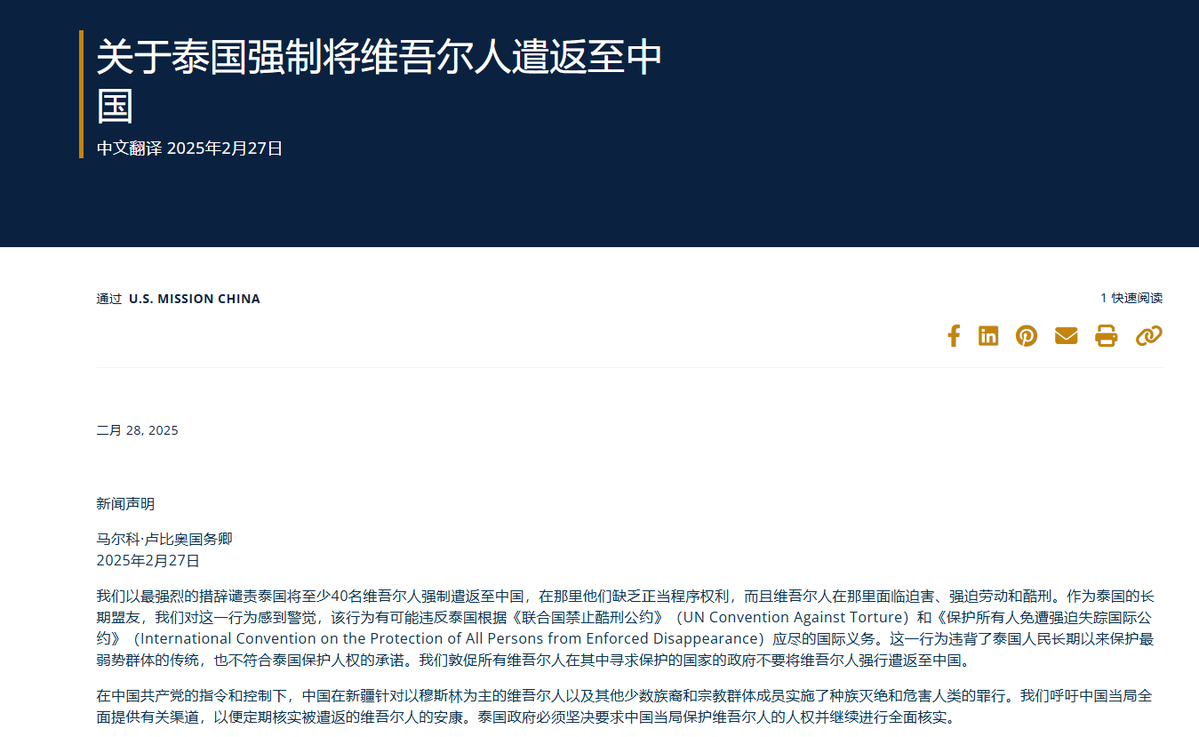 关于泰国强制将维吾尔人遣返至中
国
中文翻译 2025年2月27日
通过 U.S. MISSION CHINA
1 快速阅读
二月 28, 2025
新闻声明
马尔科·卢比奥国务卿
2025年2月27日
我们以最强烈的措辞谴责泰国将至少40名维吾尔人强制遣返至中国，在那里他们缺乏正当程序权利，而且维吾尔人在那里面临迫害、强迫劳动和酷刑。作为泰国的长
期盟友，我们对这一行为感到警觉，该行为有可能违反泰国根据《联合国禁止酷刑公约》（UN Convention Against Torture）和《保护所有人免遭强迫失踪国际公
约》（International Convention on the Protection of All Persons from Enforced Disappearance）应尽的国际义务。这一行为违背了泰国人民长期以来保护最
弱势群体的传统，也不符合泰国保护人权的承诺。我们敦促所有维吾尔人在其中寻求保护的国家的政府不要将维吾尔人强行遣返至中国。
在中国共产党的指令和控制下，中国在新疆针对以穆斯林为主的维吾尔人以及其他少数族裔和宗教群体成员实施了种族灭绝和危害人类的罪行。我们呼吁中国当局全
面提供有关渠道，以便定期核实被遣返的维吾尔人的安康。泰国政府必须坚决要求中国当局保护维吾尔人的人权并继续进行全面核实。